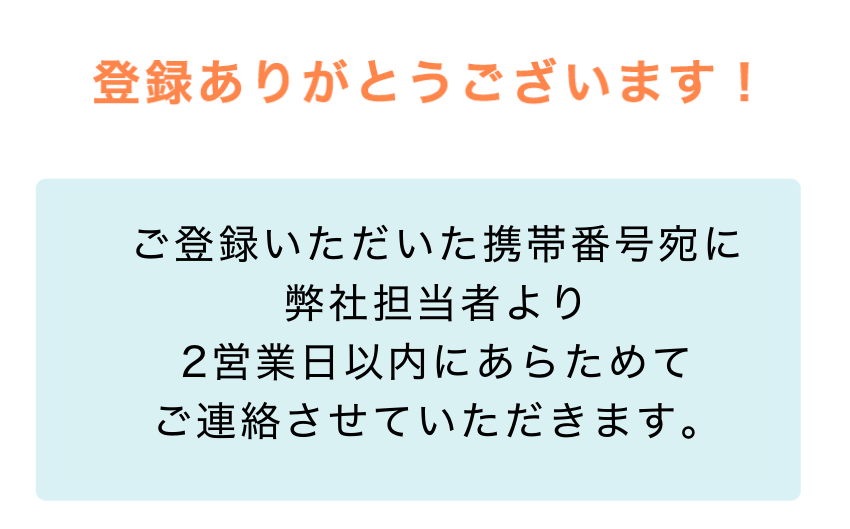 登録ありがとうございます！
ご登録いただいた携帯番号宛に
弊社担当者より
2営業日以内にあらためて
ご連絡させていただきます。